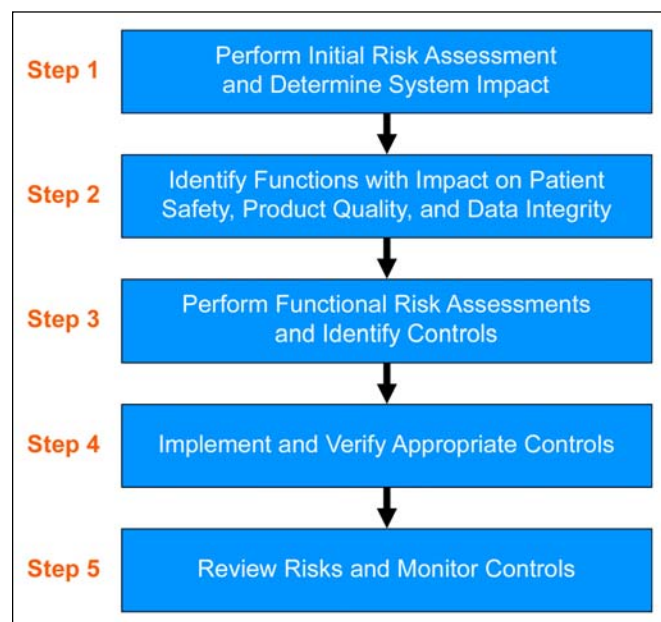 Step 1
Perform Initial Risk Assessment
and Determine System Impact
Step 2
Identify Functions with Impact on Patient
Safety, Product Quality, and Data Integrity
Step 3
Perform Functional Risk Assessments
and Identify Controls
Step 4
Implement and Verify Appropriate Controls
Step 5
Review Risks and Monitor Controls